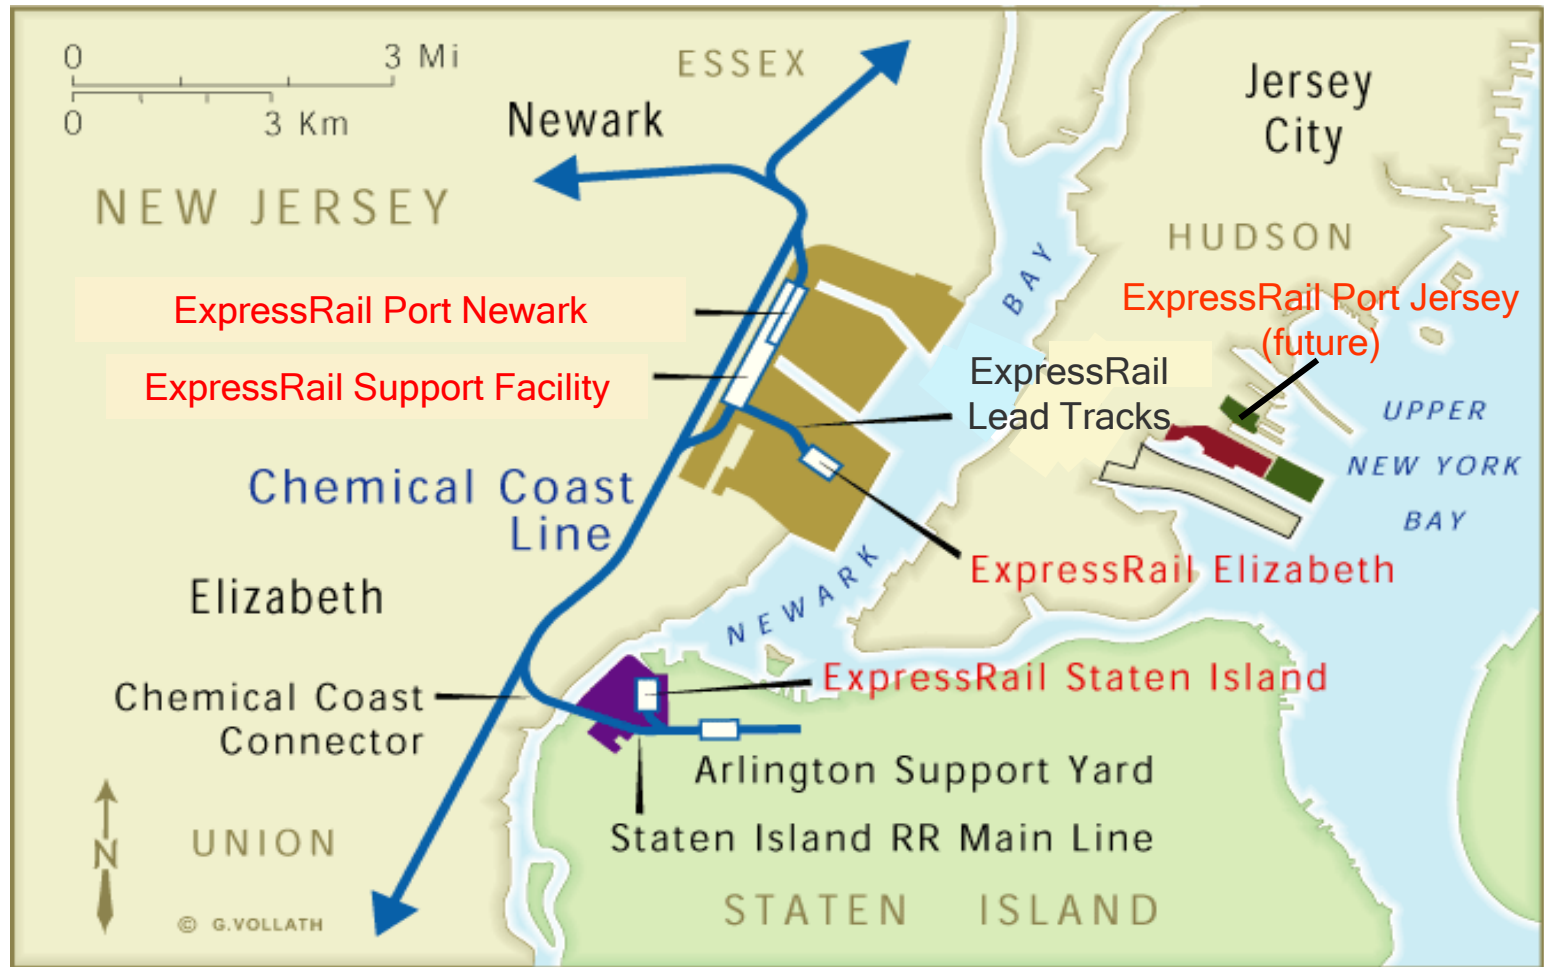 0 3 Mi
0 3 Km
ESSEX
Newark
Jersey
City
NEW JERSEY
HUDSON
BAY
ExpressRail Port Newark
ExpressRail Port Jersey
(future)
ExpressRail Support Facility
ExpressRail
Lead Tracks
UPPER
NEW YORK
BAY
Chemical Coast
Line
ExpressRail Elizabeth
Elizabeth
NEWARK
ExpressRail Staten Island
Chemical Coast
Connector
Arlington Support Yard
Staten Island RR Main Line
UNION
N
STATEN ISLAND
© G.VOLLATH